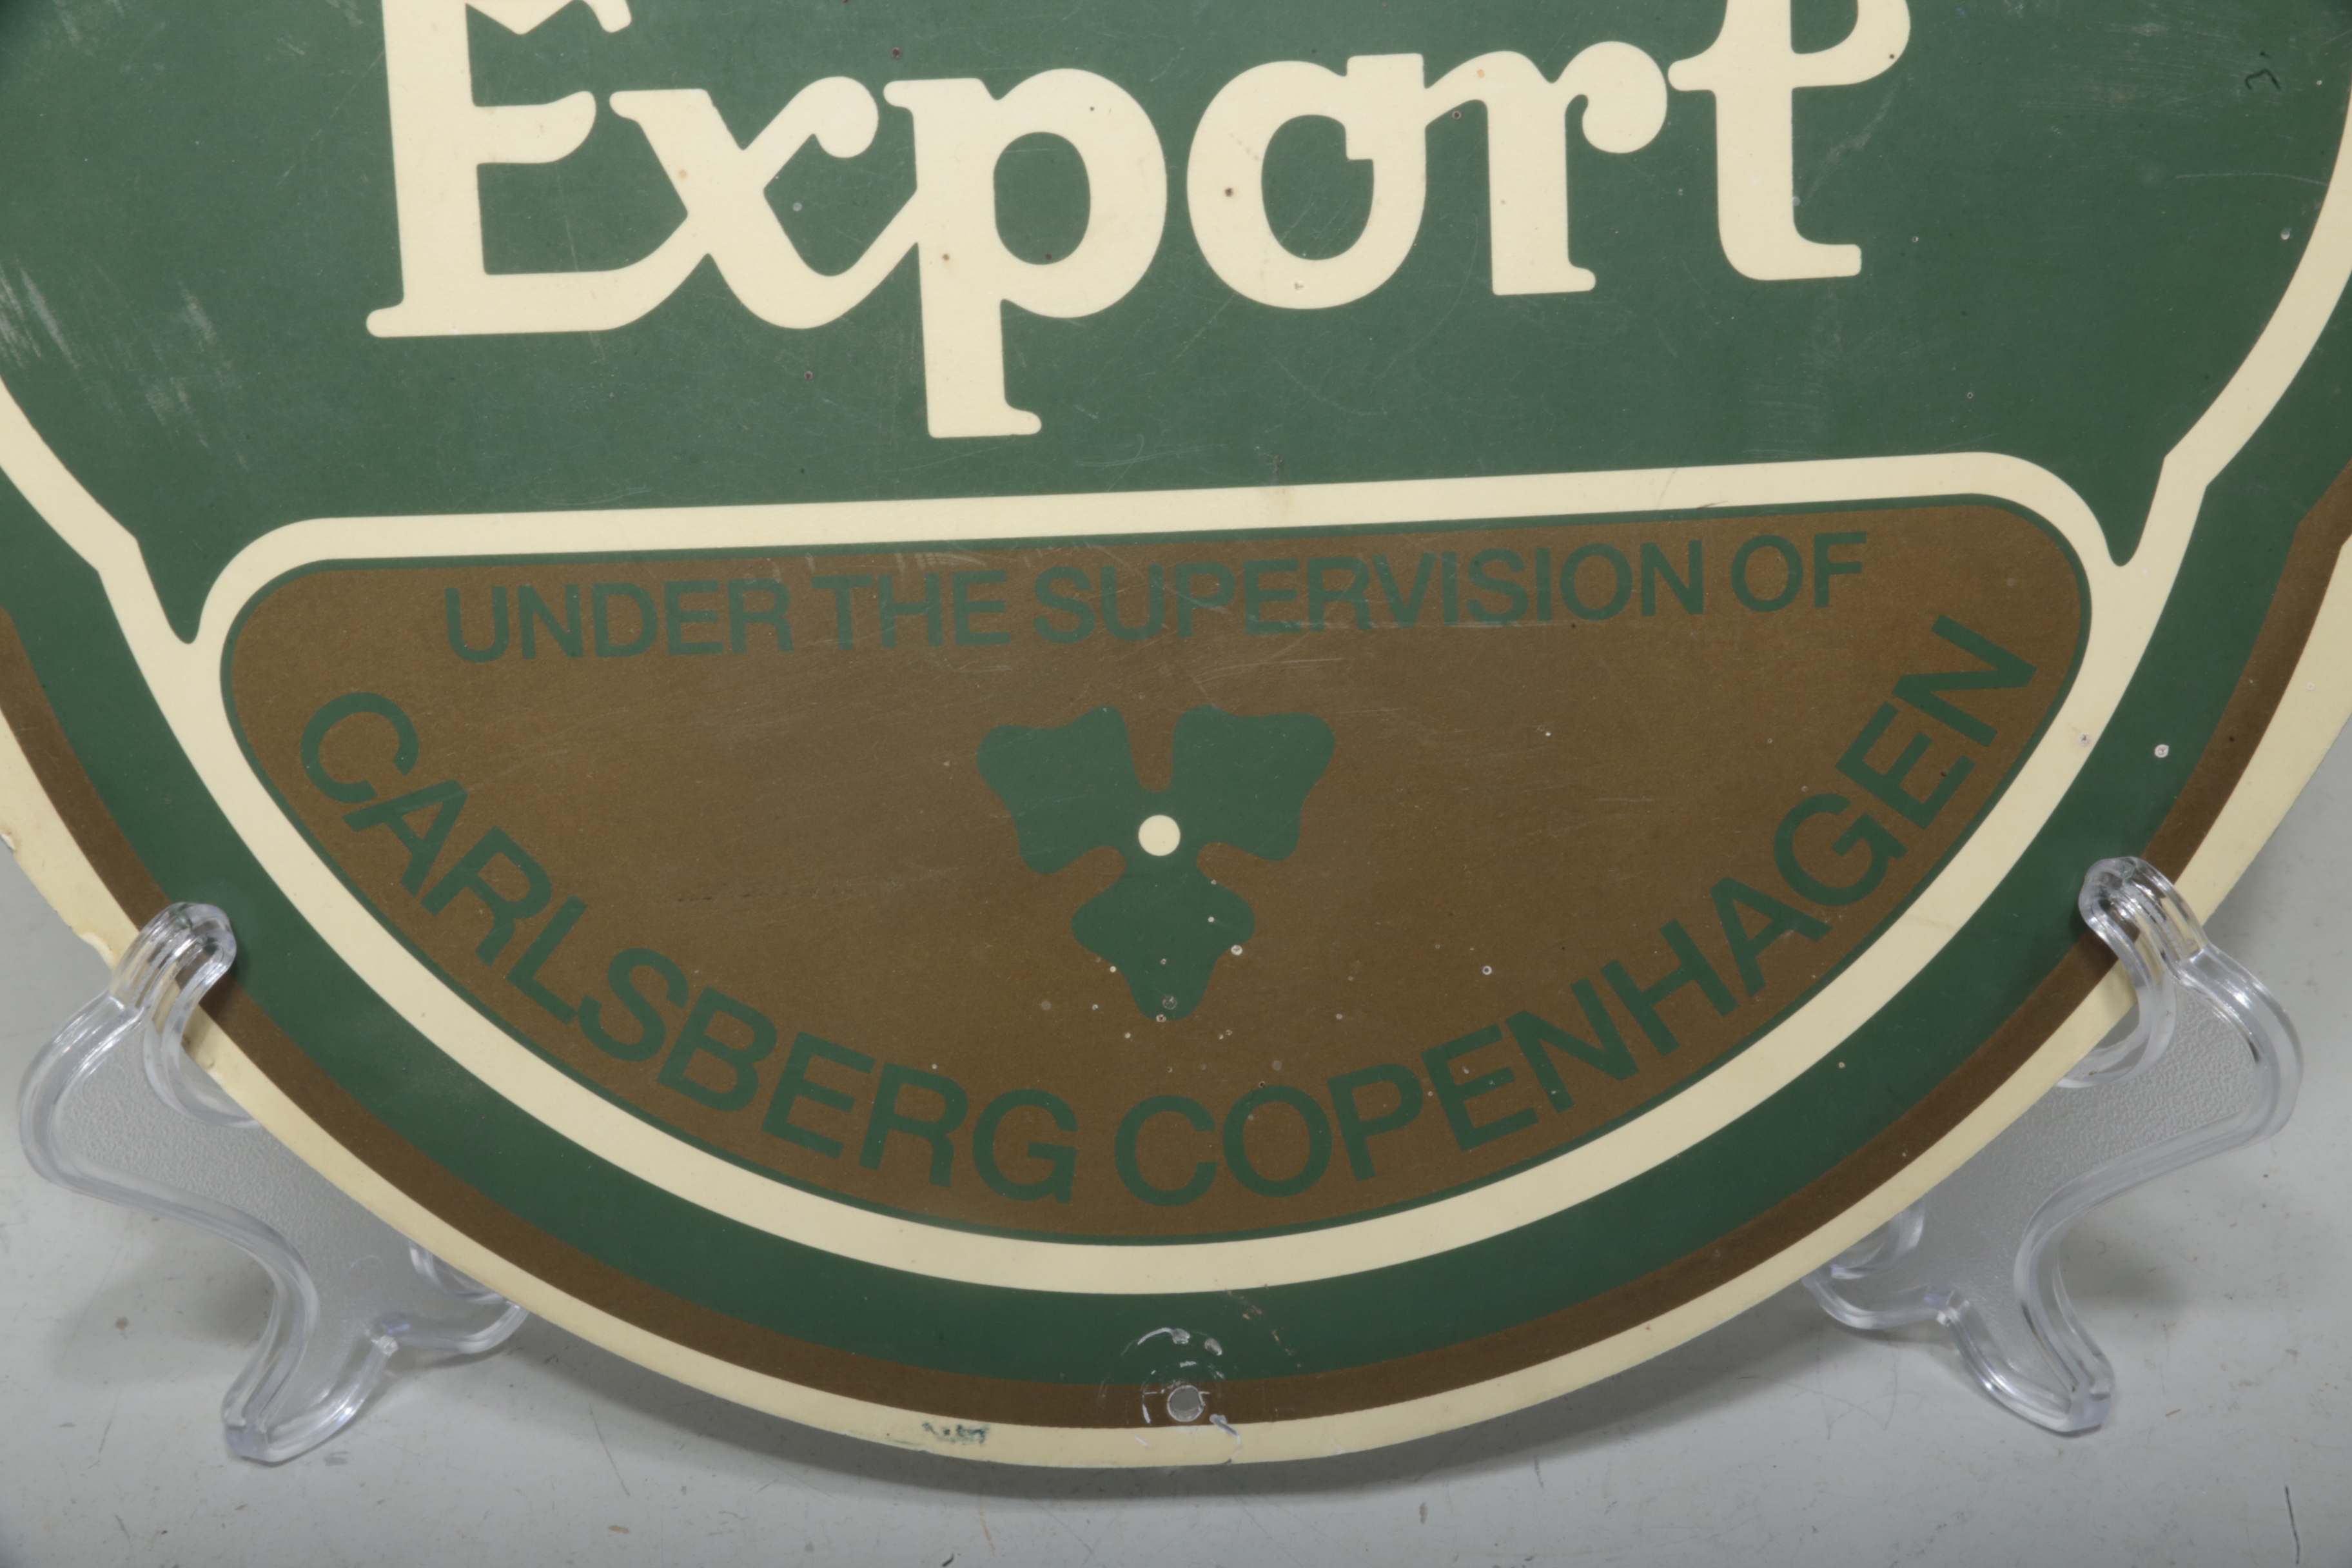 Export
UNDER THE SUPERVISION OF
CARLSBERG COPENHAGEN